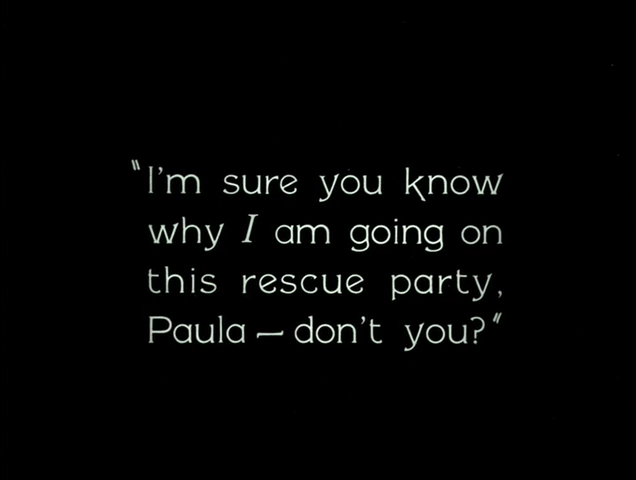 "I'm sure you know
why I am going on
this rescue party,
Paula — don't you?"